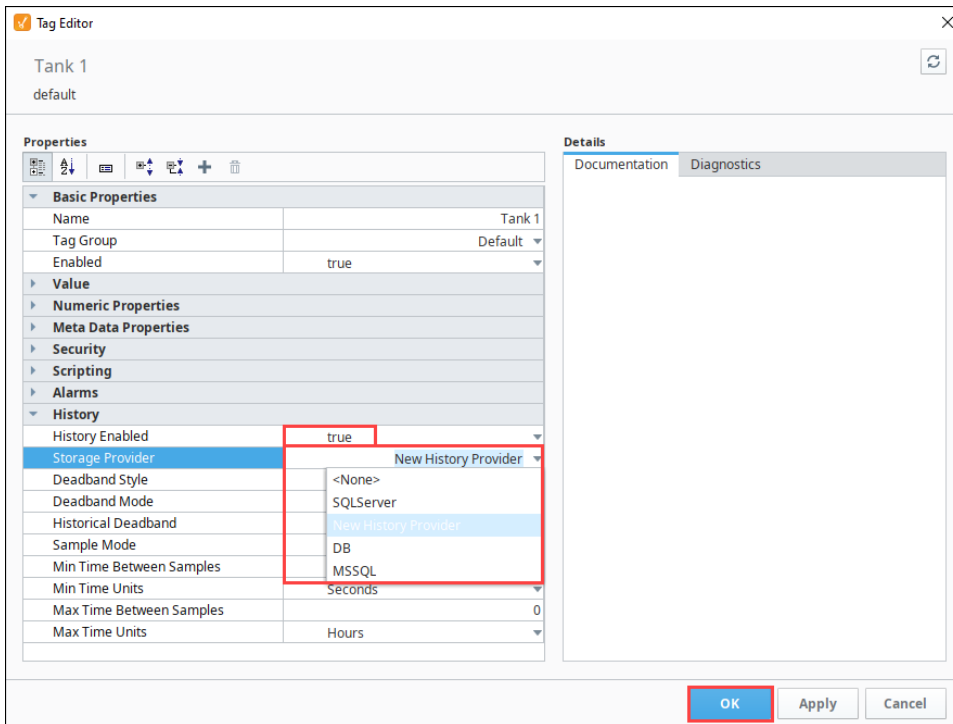 Tag Editor
Tank 1
default
Properties
Details
Documentation Diagnostics
Basic Properties
Name Tank 1
Tag Group Default
Enabled true
Value
Numeric Properties
Meta Data Properties
Security
Scripting
Alarms
History
History Enabled true
Storage Provider New History Provider
Deadband Style <None>
Deadband Mode SQLServer
Historical Deadband New History Provider
Sample Mode DB
Min Time Between Samples MSSQL
Min Time Units Seconds
Max Time Between Samples 0
Max Time Units Hours
OK Apply Cancel